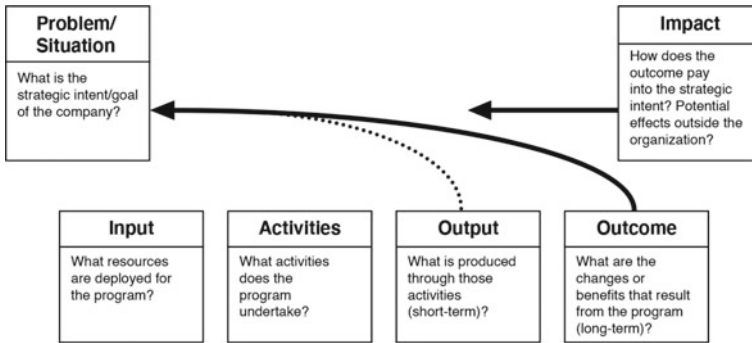 Problem/
Situation
What is the
strategic intent/goal
of the company?
Impact
How does the
outcome pay
into the strategic
intent? Potential
effects outside the
organization?
Input
What resources
are deployed for
the program?
Activities
What activities
does the
program
undertake?
Output
What is produced
through those
activities
(short-term)?
Outcome
What are the
changes or
benefits that result
from the program
(long-term)?